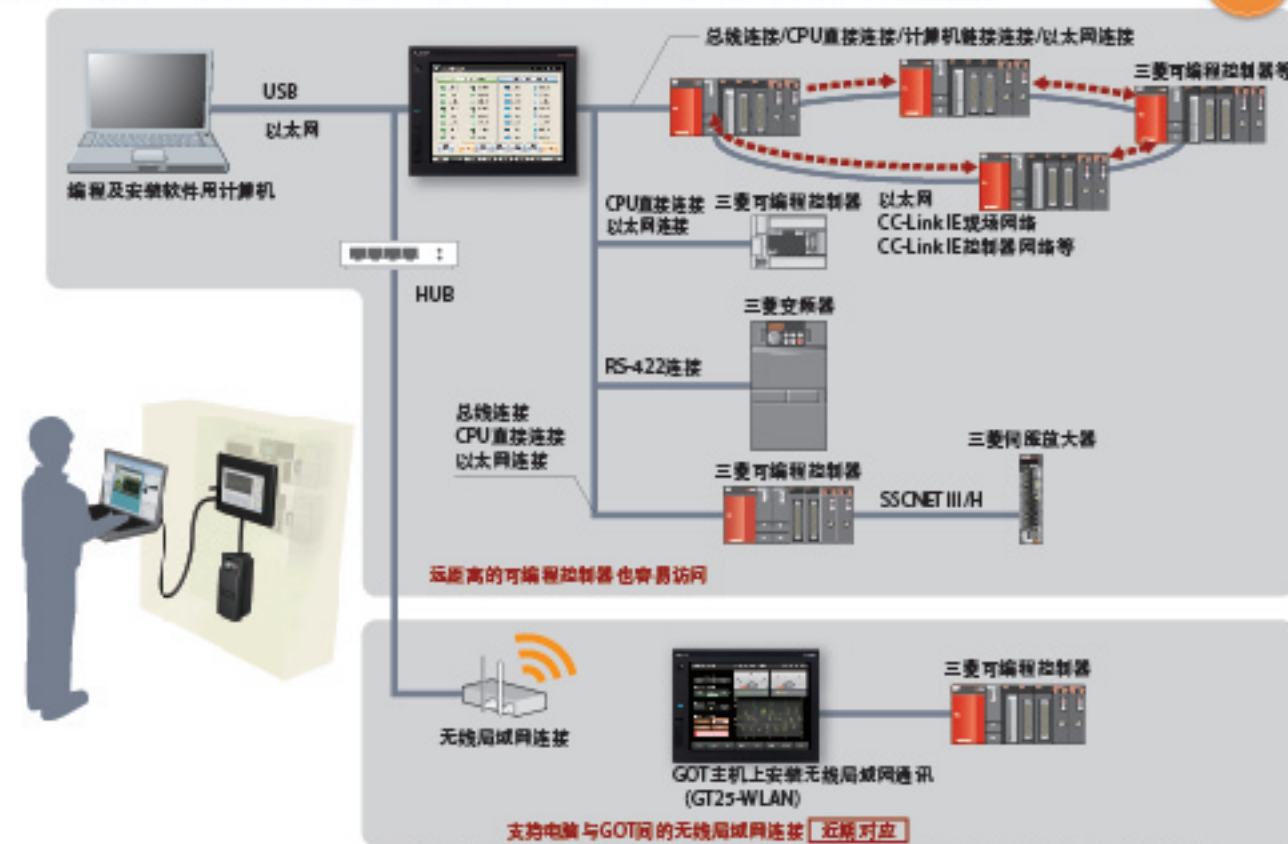 总线连接/CPU直接连接/计算机链接连接/以太网连接
三菱可编程控制器等
USB
以太网
编程及安装软件用计算机
CPU直接连接
以太网连接
三菱可编程控制器
以太网
CC-Link IE现场网络
CC-Link IE控制器网络等
HUB
三菱变频器
RS-422连接
总线连接
CPU直接连接
以太网连接
三菱可编程控制器
三菱伺服放大器
SSCNET III/H
远距离的可编程控制器也容易访问
三菱可编程控制器
无线局域网连接
GOT主机上安装无线局域网通讯
(GT25-WLAN)
支持电脑与GOT间的无线局域网连接 近期对应